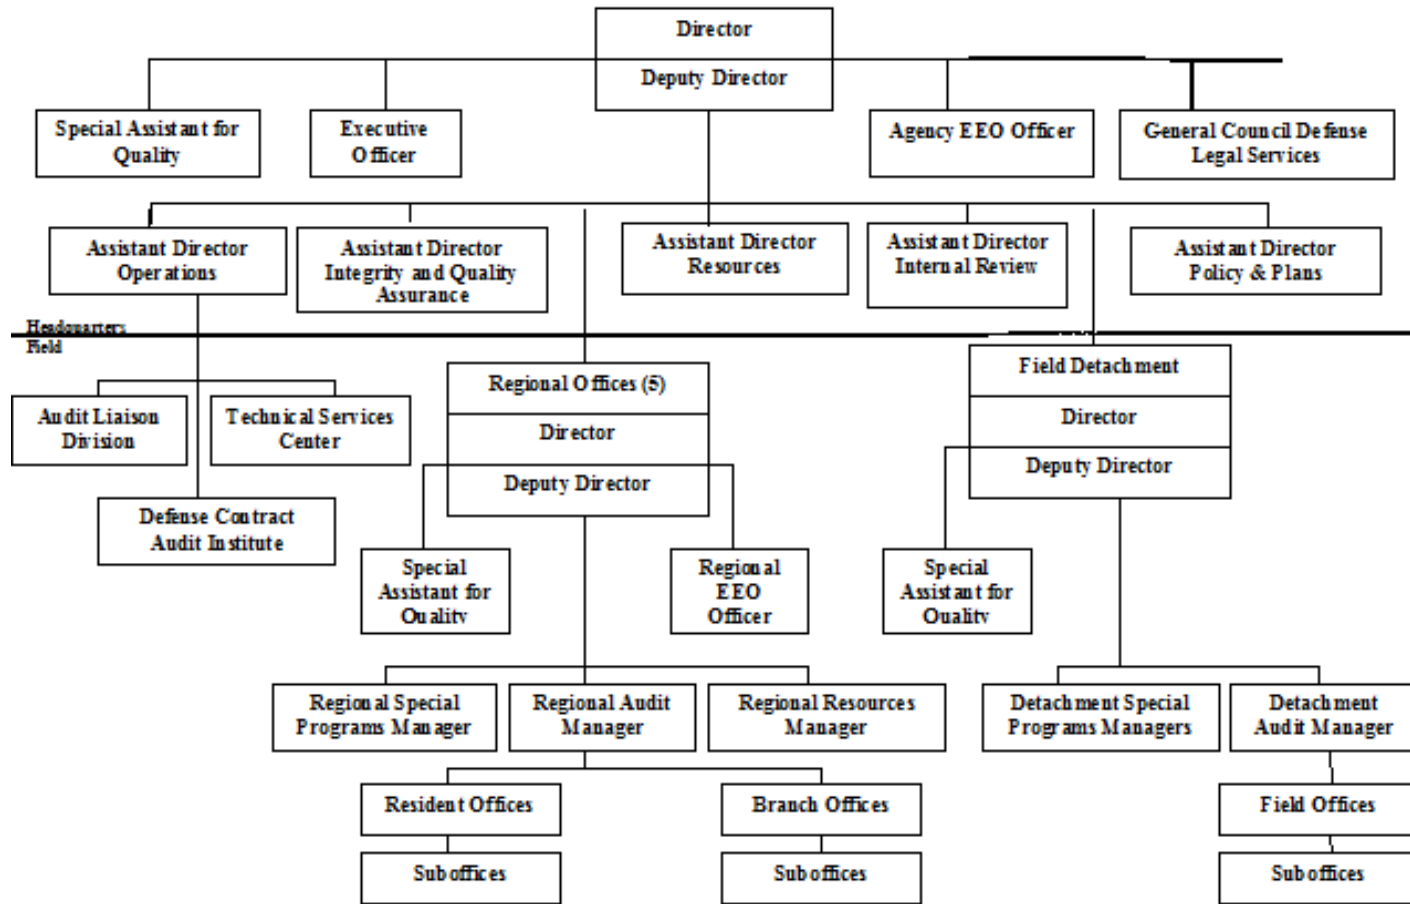 Director
Deputy Director
Special Assistant for
Quality
Executive
Officer
Agency EEO Officer
General Council Defense
Legal Services
Assistant Director
Operations
Assistant Director
Integrity and Quality
Assurance
Assistant Director
Resources
Assistant Director
Internal Review
Assistant Director
Policy & Plans
Headquarters
Field
Audit Liaison
Division
Technical Services
Center
Defense Contract
Audit Institute
Regional Offices (5)
Director
Deputy Director
Field Detachment
Director
Deputy Director
Special
Assistant for
Quality
Regional
EEO
Officer
Special
Assistant for
Quality
Regional Special
Programs Manager
Regional Audit
Manager
Regional Resources
Manager
Detachment Special
Programs Managers
Detachment
Audit Manager
Resident Offices
Branch Offices
Field Offices
Suboffices
Suboffices
Suboffices